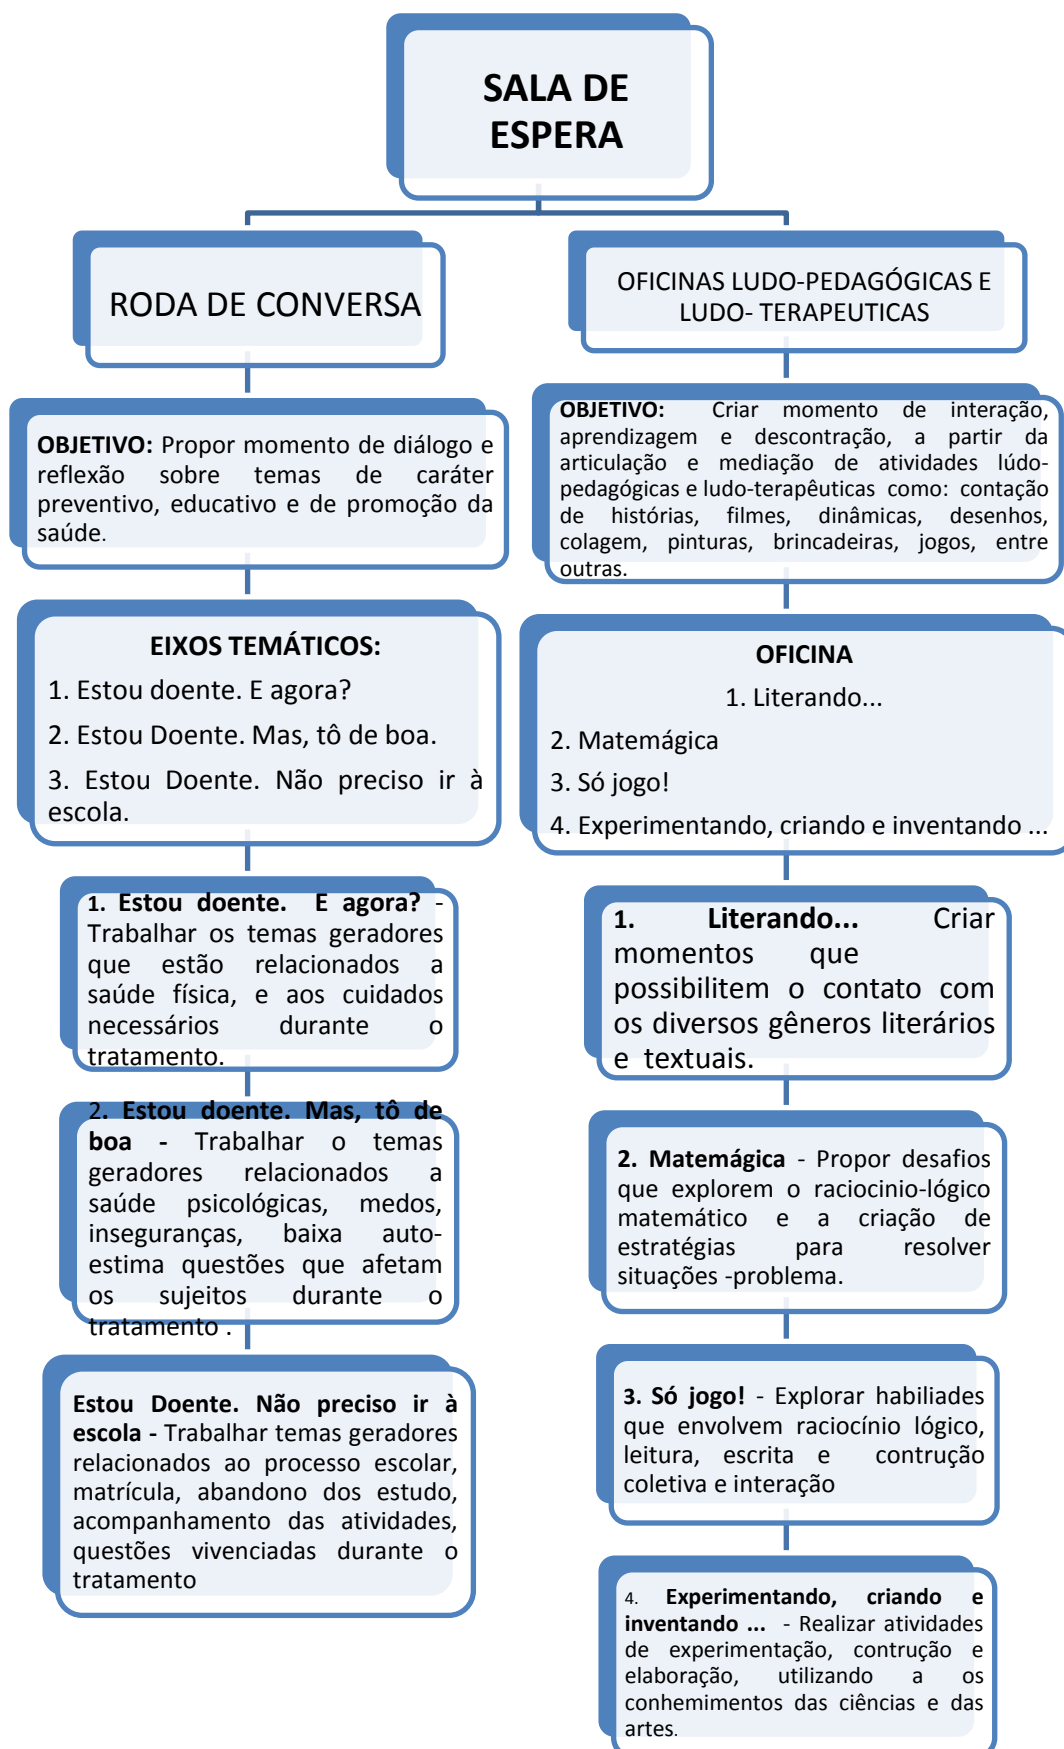 SALA DE
ESPERA
RODA DE CONVERSA
OBJETIVO: Propor momento de diálogo e
reflexão sobre temas de caráter
preventivo, educativo e de promoção da
saúde.
EIXOS TEMÁTICOS:
1. Estou doente. E agora?
2. Estou Doente. Mas, tô de boa.
3. Estou Doente. Não preciso ir à
escola.
1. Estou doente. E agora? -
Trabalhar os temas geradores
que estão relacionados a
saúde física, e aos cuidados
necessários durante o
tratamento.
2. Estou doente. Mas, tô de
boa - Trabalhar o temas
geradores relacionados a
saúde psicológicas, medos,
inseguranças, baixa auto-
estima questões que afetam
os sujeitos durante o
tratamento .
Estou Doente. Não preciso ir à
escola - Trabalhar temas geradores
relacionados ao processo escolar,
matrícula, abandono dos estudo,
acompanhamento das atividades,
questões vivenciadas durante o
tratamento
OFICINAS LUDO-PEDAGÓGICAS E
LUDO- TERAPEUTICAS
OBJETIVO: Criar momento de interação,
aprendizagem e descontração, a partir da
articulação e mediação de atividades lúdo-
pedagógicas e ludo-terapêuticas como: contação
de histórias, filmes, dinâmicas, desenhos,
colagem, pinturas, brincadeiras, jogos, entre
outras.
OFICINA
1. Literando...
2. Matemágica
3. Só jogo!
4. Experimentando, criando e inventando ...
1. Literando... Criar
momentos que
possibilitem o contato com
os diversos gêneros literários
e textuais.
2. Matemágica - Propor desafios
que explorem o raciocinio-lógico
matemático e a criação de
estratégias para resolver
situações -problema.
3. Só jogo! - Explorar habiliades
que envolvem raciocínio lógico,
leitura, escrita e contrução
coletiva e interação
4. Experimentando, criando e
inventando ... - Realizar atividades
de experimentação, contrução e
elaboração, utilizando a os
conhemimentos das ciências e das
artes.